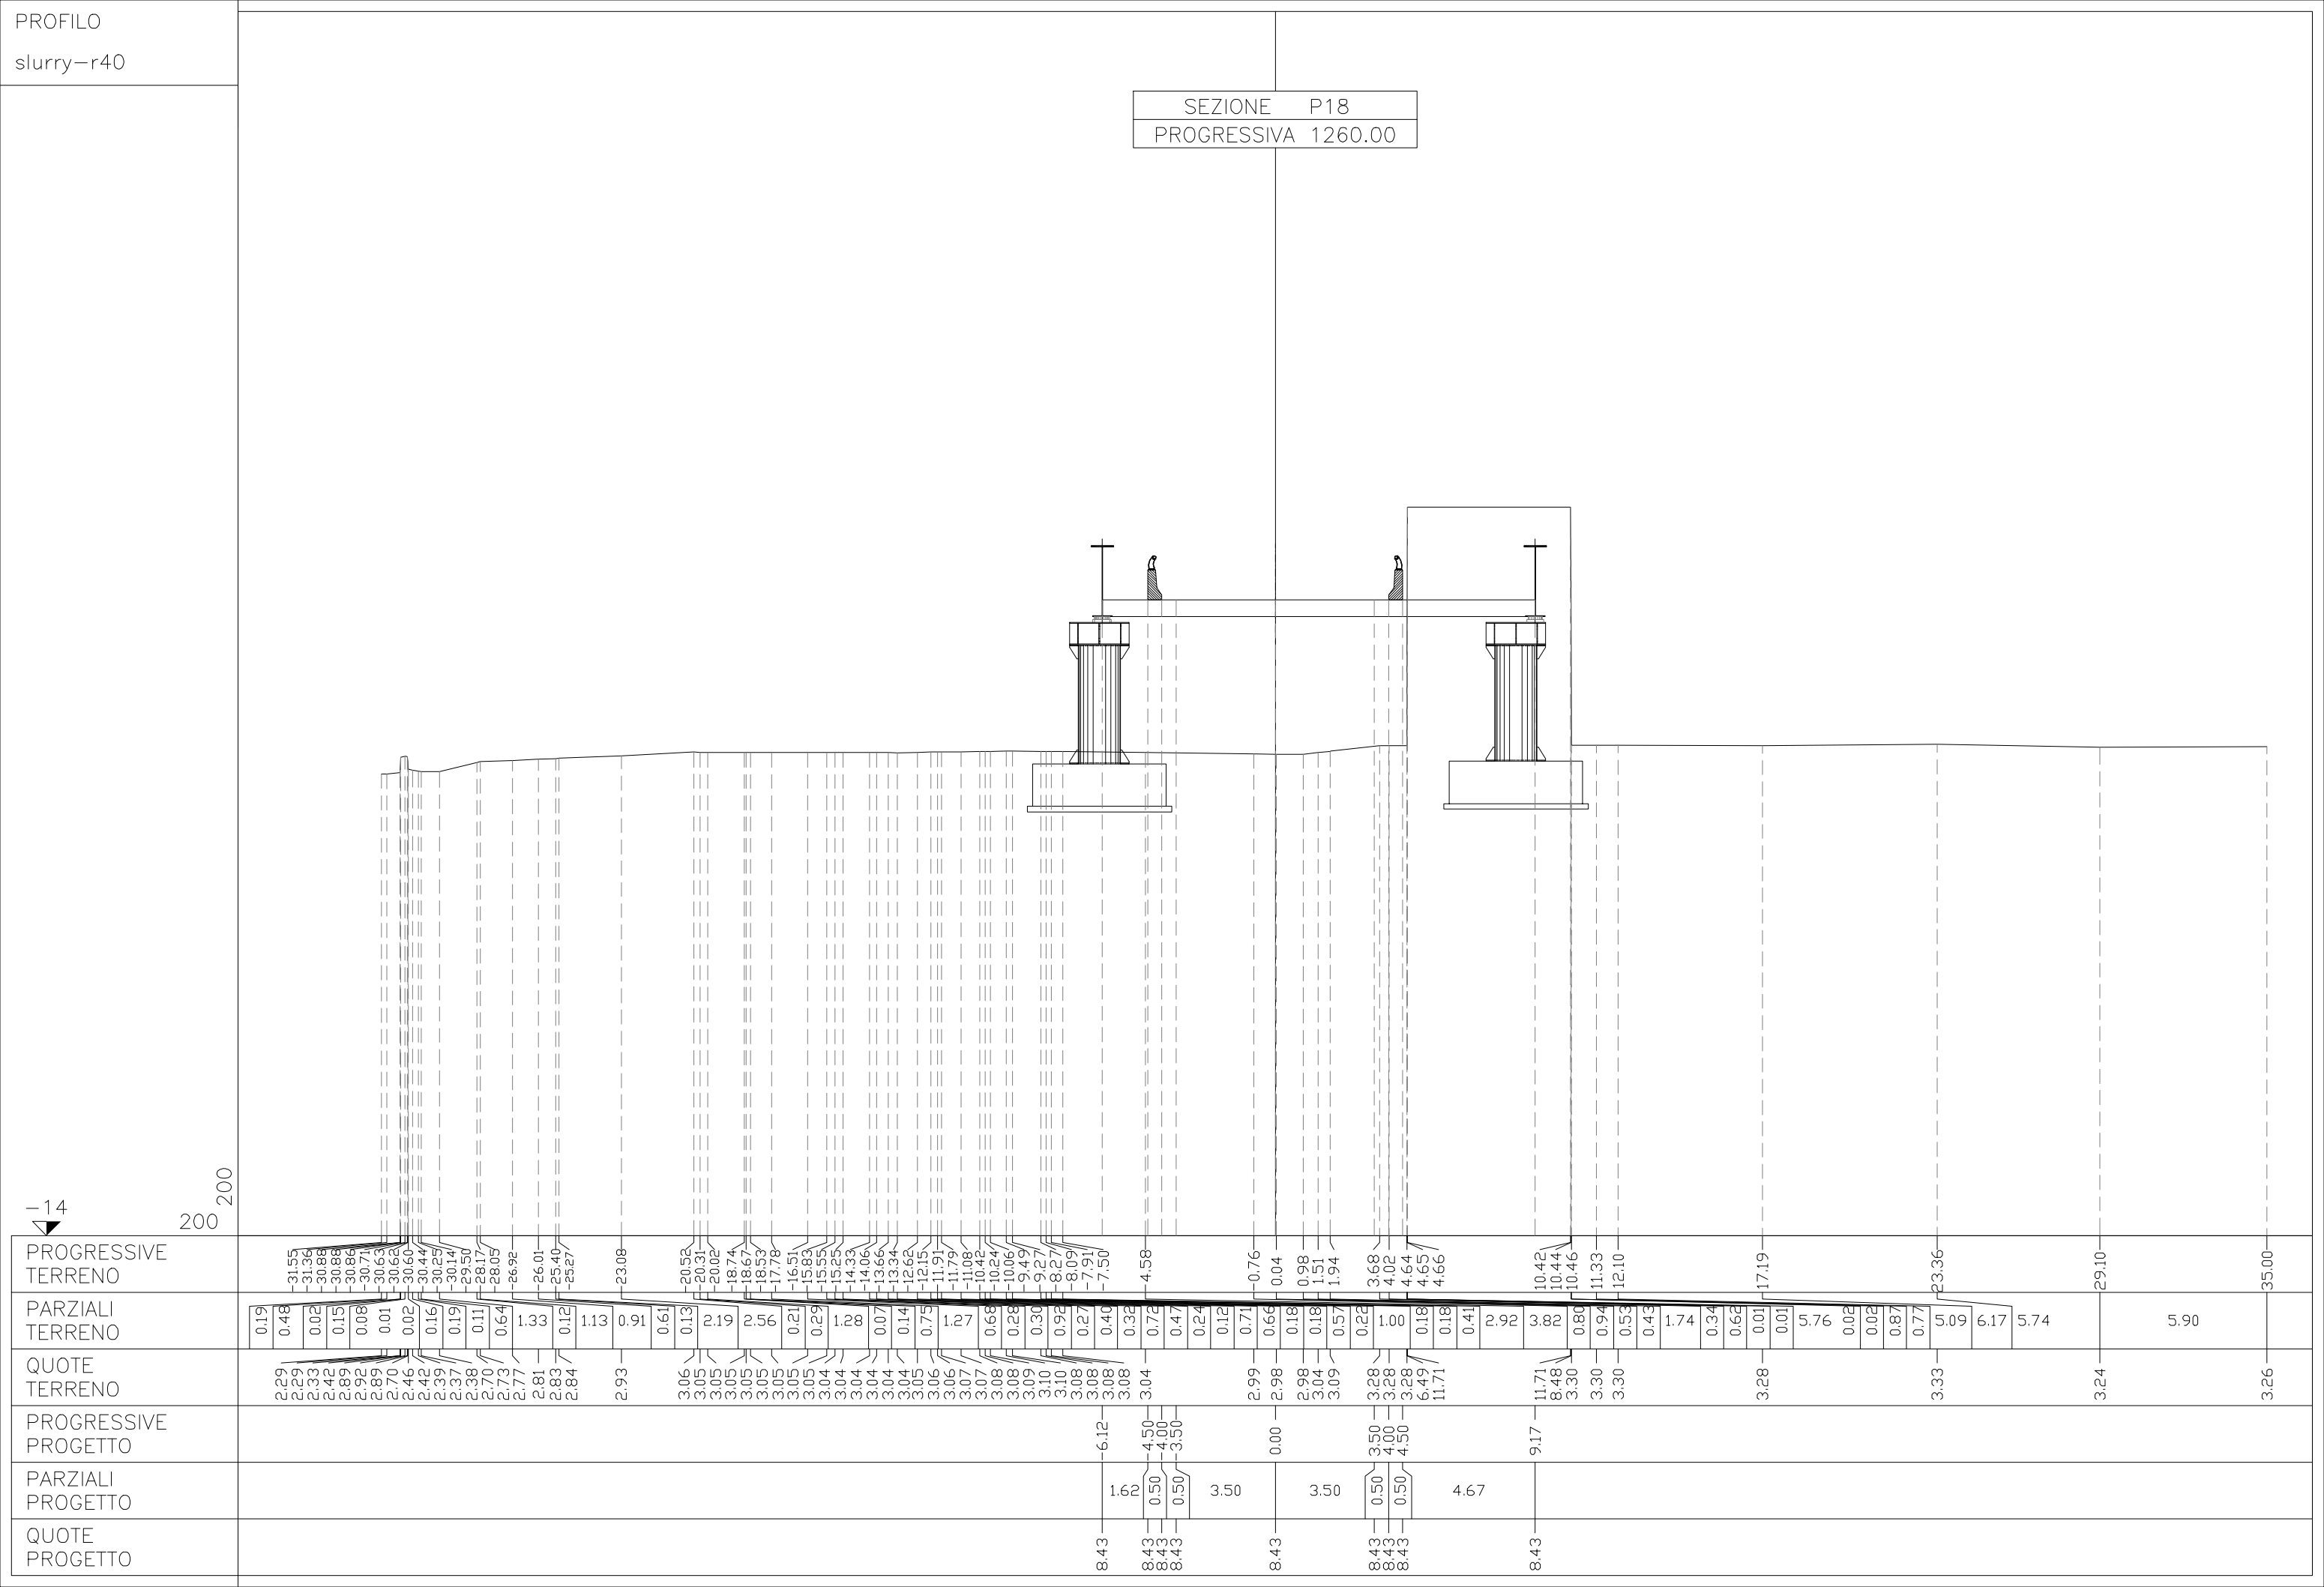 PROFILO
slurry-r40
SEZIONE P18
PROGRESSIVA 1260.00
-14
200
200
PROGRESSIVE
TERRENO
-31.55 -31.36 -30.88 -30.88 -30.86 -30.71 -30.63 -30.62 -30.60 -30.44 -30.25 -30.14 -29.50 -28.17 -28.05 -26.92 -26.01 -25.40 -25.27 -23.08 -20.52 -20.31 -20.02 -18.74 -18.67 -18.53 -17.78 -16.51 -15.83 -15.55 -15.25 -14.33 -14.06 -13.66 -13.34 -12.62 -12.15 -11.91 -11.79 -11.08 -10.42 -10.24 -10.06 -9.49 -9.27 -8.27 -8.09 -7.91 -7.50 -4.58 -0.76 0.04 0.98 1.51 1.94 3.68 4.02 4.64 4.65 4.66 10.42 10.44 10.46 11.33 12.10 17.19 23.36 29.10 35.00
PARZIALI
TERRENO
0.19 0.48 0.02 0.15 0.08 0.01 0.02 0.16 0.19 0.11 0.64 1.33 0.12 1.13 0.91 0.61 0.13 2.19 2.56 0.21 0.29 1.28 0.07 0.14 0.75 1.27 0.68 0.28 0.30 0.92 0.27 0.40 0.32 0.72 0.47 0.24 0.12 0.71 0.66 0.18 0.18 0.57 0.22 1.00 0.18 0.18 0.41 2.92 3.82 0.80 0.94 0.53 0.43 1.74 0.34 0.62 0.01 0.01 5.76 0.02 0.02 0.87 0.77 5.09 6.17 5.74 5.90
QUOTE
TERRENO
2.29 2.29 2.33 2.42 2.89 2.92 2.89 2.70 2.46 2.42 2.39 2.37 2.38 2.70 2.73 2.77 2.81 2.83 2.84 2.93 3.06 3.05 3.05 3.05 3.05 3.05 3.05 3.05 3.05 3.04 3.04 3.04 3.04 3.04 3.04 3.05 3.06 3.06 3.07 3.07 3.08 3.08 3.09 3.10 3.10 3.08 3.08 3.08 3.08 3.04 2.99 2.98 2.98 3.04 3.09 3.28 3.28 3.28 6.49 11.71 11.71 8.48 3.30 3.30 3.30 3.28 3.33 3.24 3.26
PROGRESSIVE
PROGETTO
-6.12 -4.50 -4.00 -3.50 0.00 3.50 4.00 4.50 9.17
PARZIALI
PROGETTO
1.62 0.50 0.50 3.50 3.50 0.50 0.50 4.67
QUOTE
PROGETTO
8.43 8.43 8.43 8.43 8.43 8.43 8.43 8.43 8.43